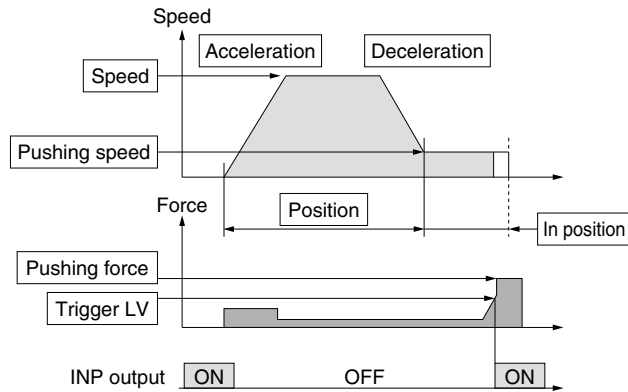 Speed
Acceleration
Deceleration
Speed
Pushing speed
Force
Position
In position
Pushing force
Trigger LV
INP output
ON
OFF
ON